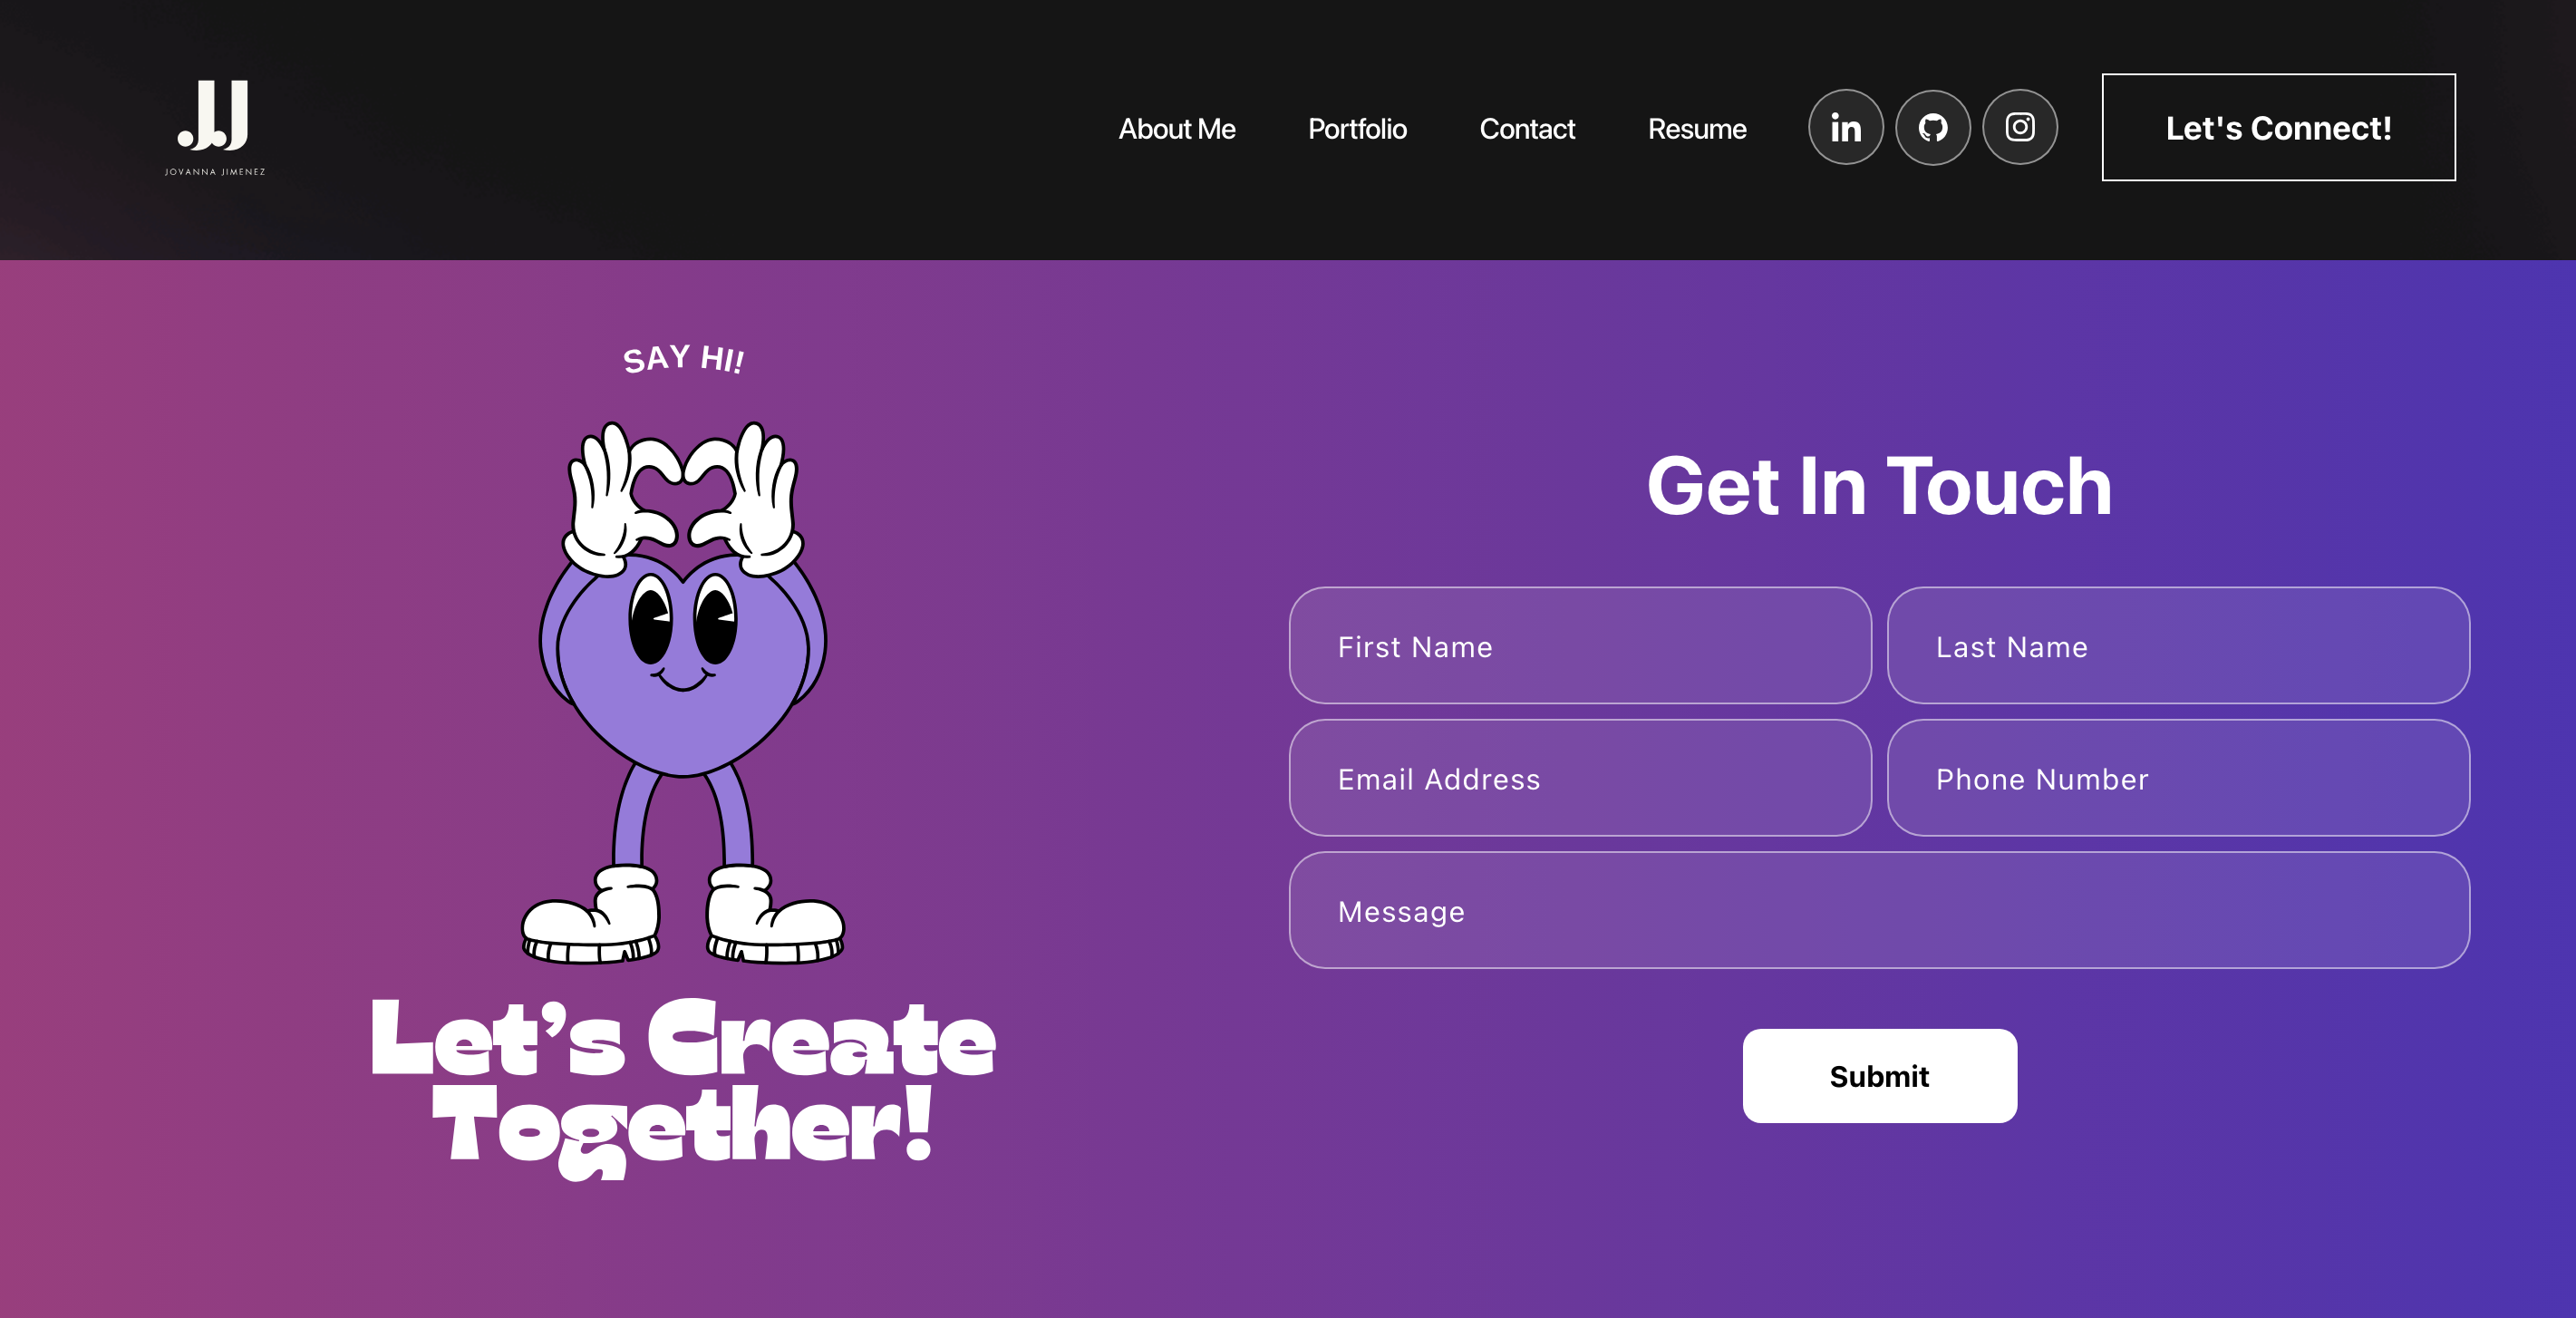 JJ
JOVANNA JIMENEZ
About Me
Portfolio
Contact
Resume
in
Let's Connect!
SAY HI!
Let’s Create
Together!
Get In Touch
First Name
Last Name
Email Address
Phone Number
Message
Submit